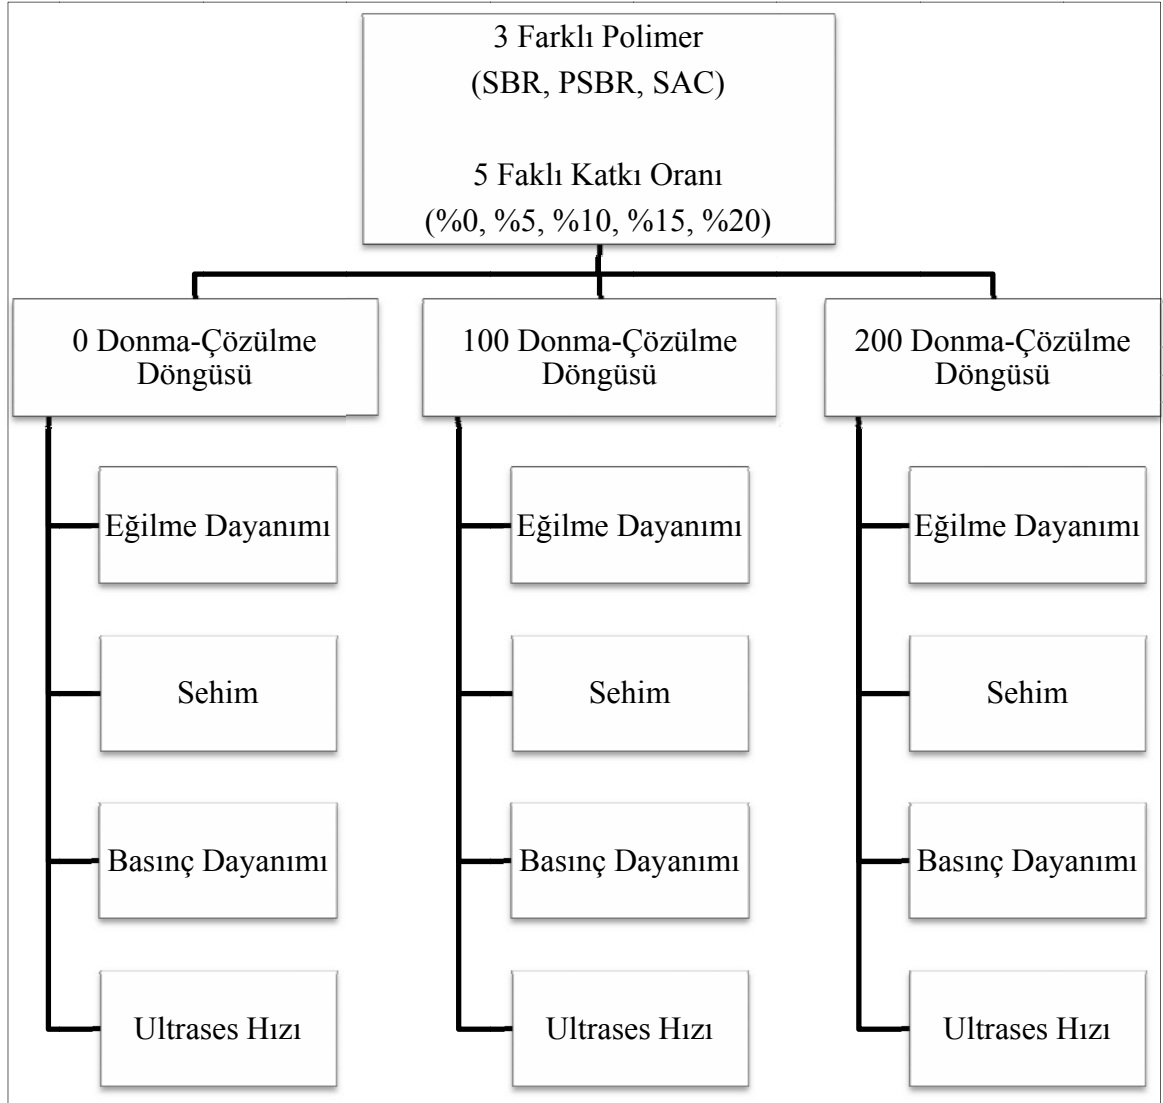 3 Farklı Polimer
(SBR, PSBR, SAC)
5 Faklı Katkı Oranı
(%0, %5, %10, %15, %20)
0 Donma-Çözülme
Döngüsü
Eğilme Dayanımı
Sehim
Basınç Dayanımı
Ultrases Hızı
100 Donma-Çözülme
Döngüsü
Eğilme Dayanımı
Sehim
Basınç Dayanımı
Ultrases Hızı
200 Donma-Çözülme
Döngüsü
Eğilme Dayanımı
Sehim
Basınç Dayanımı
Ultrases Hızı